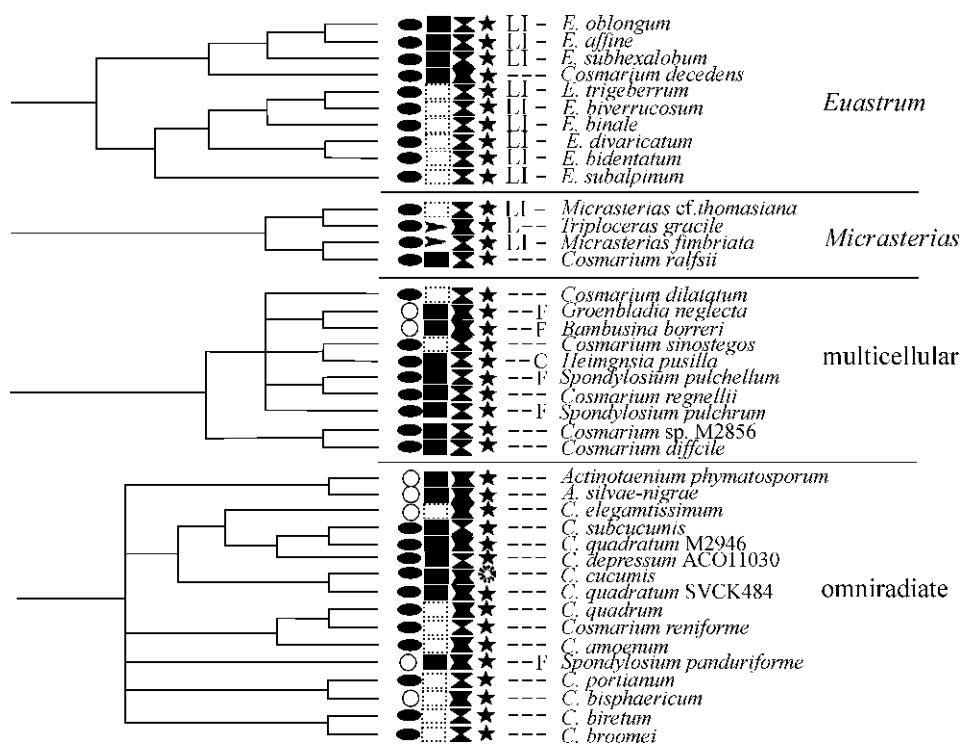 LI – E. oblongum
LI – E. affine
LI – E. subhexalobum
--- Cosmarium decedens
LI – E. trigeberrum
LI – E. biverrucosum
LI – E. binale
LI – E. divaricatum
LI – E. bidentatum
LI – E. subalpinum
Euastrum
LI – Micrasterias cf.thomasiana
L-- Triploceras gracile
LI – Micrasterias fimbriata
--- Cosmarium ralfsii
Micrasterias
--- Cosmarium dilatatum
--F Groenbladia neglecta
--F Bambusina borreri
--- Cosmarium sinostegos
--C Heimgnsia pusilla
--F Spondylosium pulchellum
--- Cosmarium regnellii
--F Spondylosium pulchrum
--- Cosmarium sp. M2856
--- Cosmarium diffcile
multicellular
--- Actinotaenium phymatosporum
--- A. silvae-nigrae
--- C. elegamtissimum
--- C. subcucumis
--- C. quadratum M2946
--- C. depressum ACO11030
--- C. cucumis
--- C. quadratum SVCK484
--- C. quadrum
--- Cosmarium reniforme
--- C. amoenum
--F Spondylosium panduriforme
--- C. portianum
--- C. bisphaericum
--- C. biretum
--- C. broomei
omniradiate